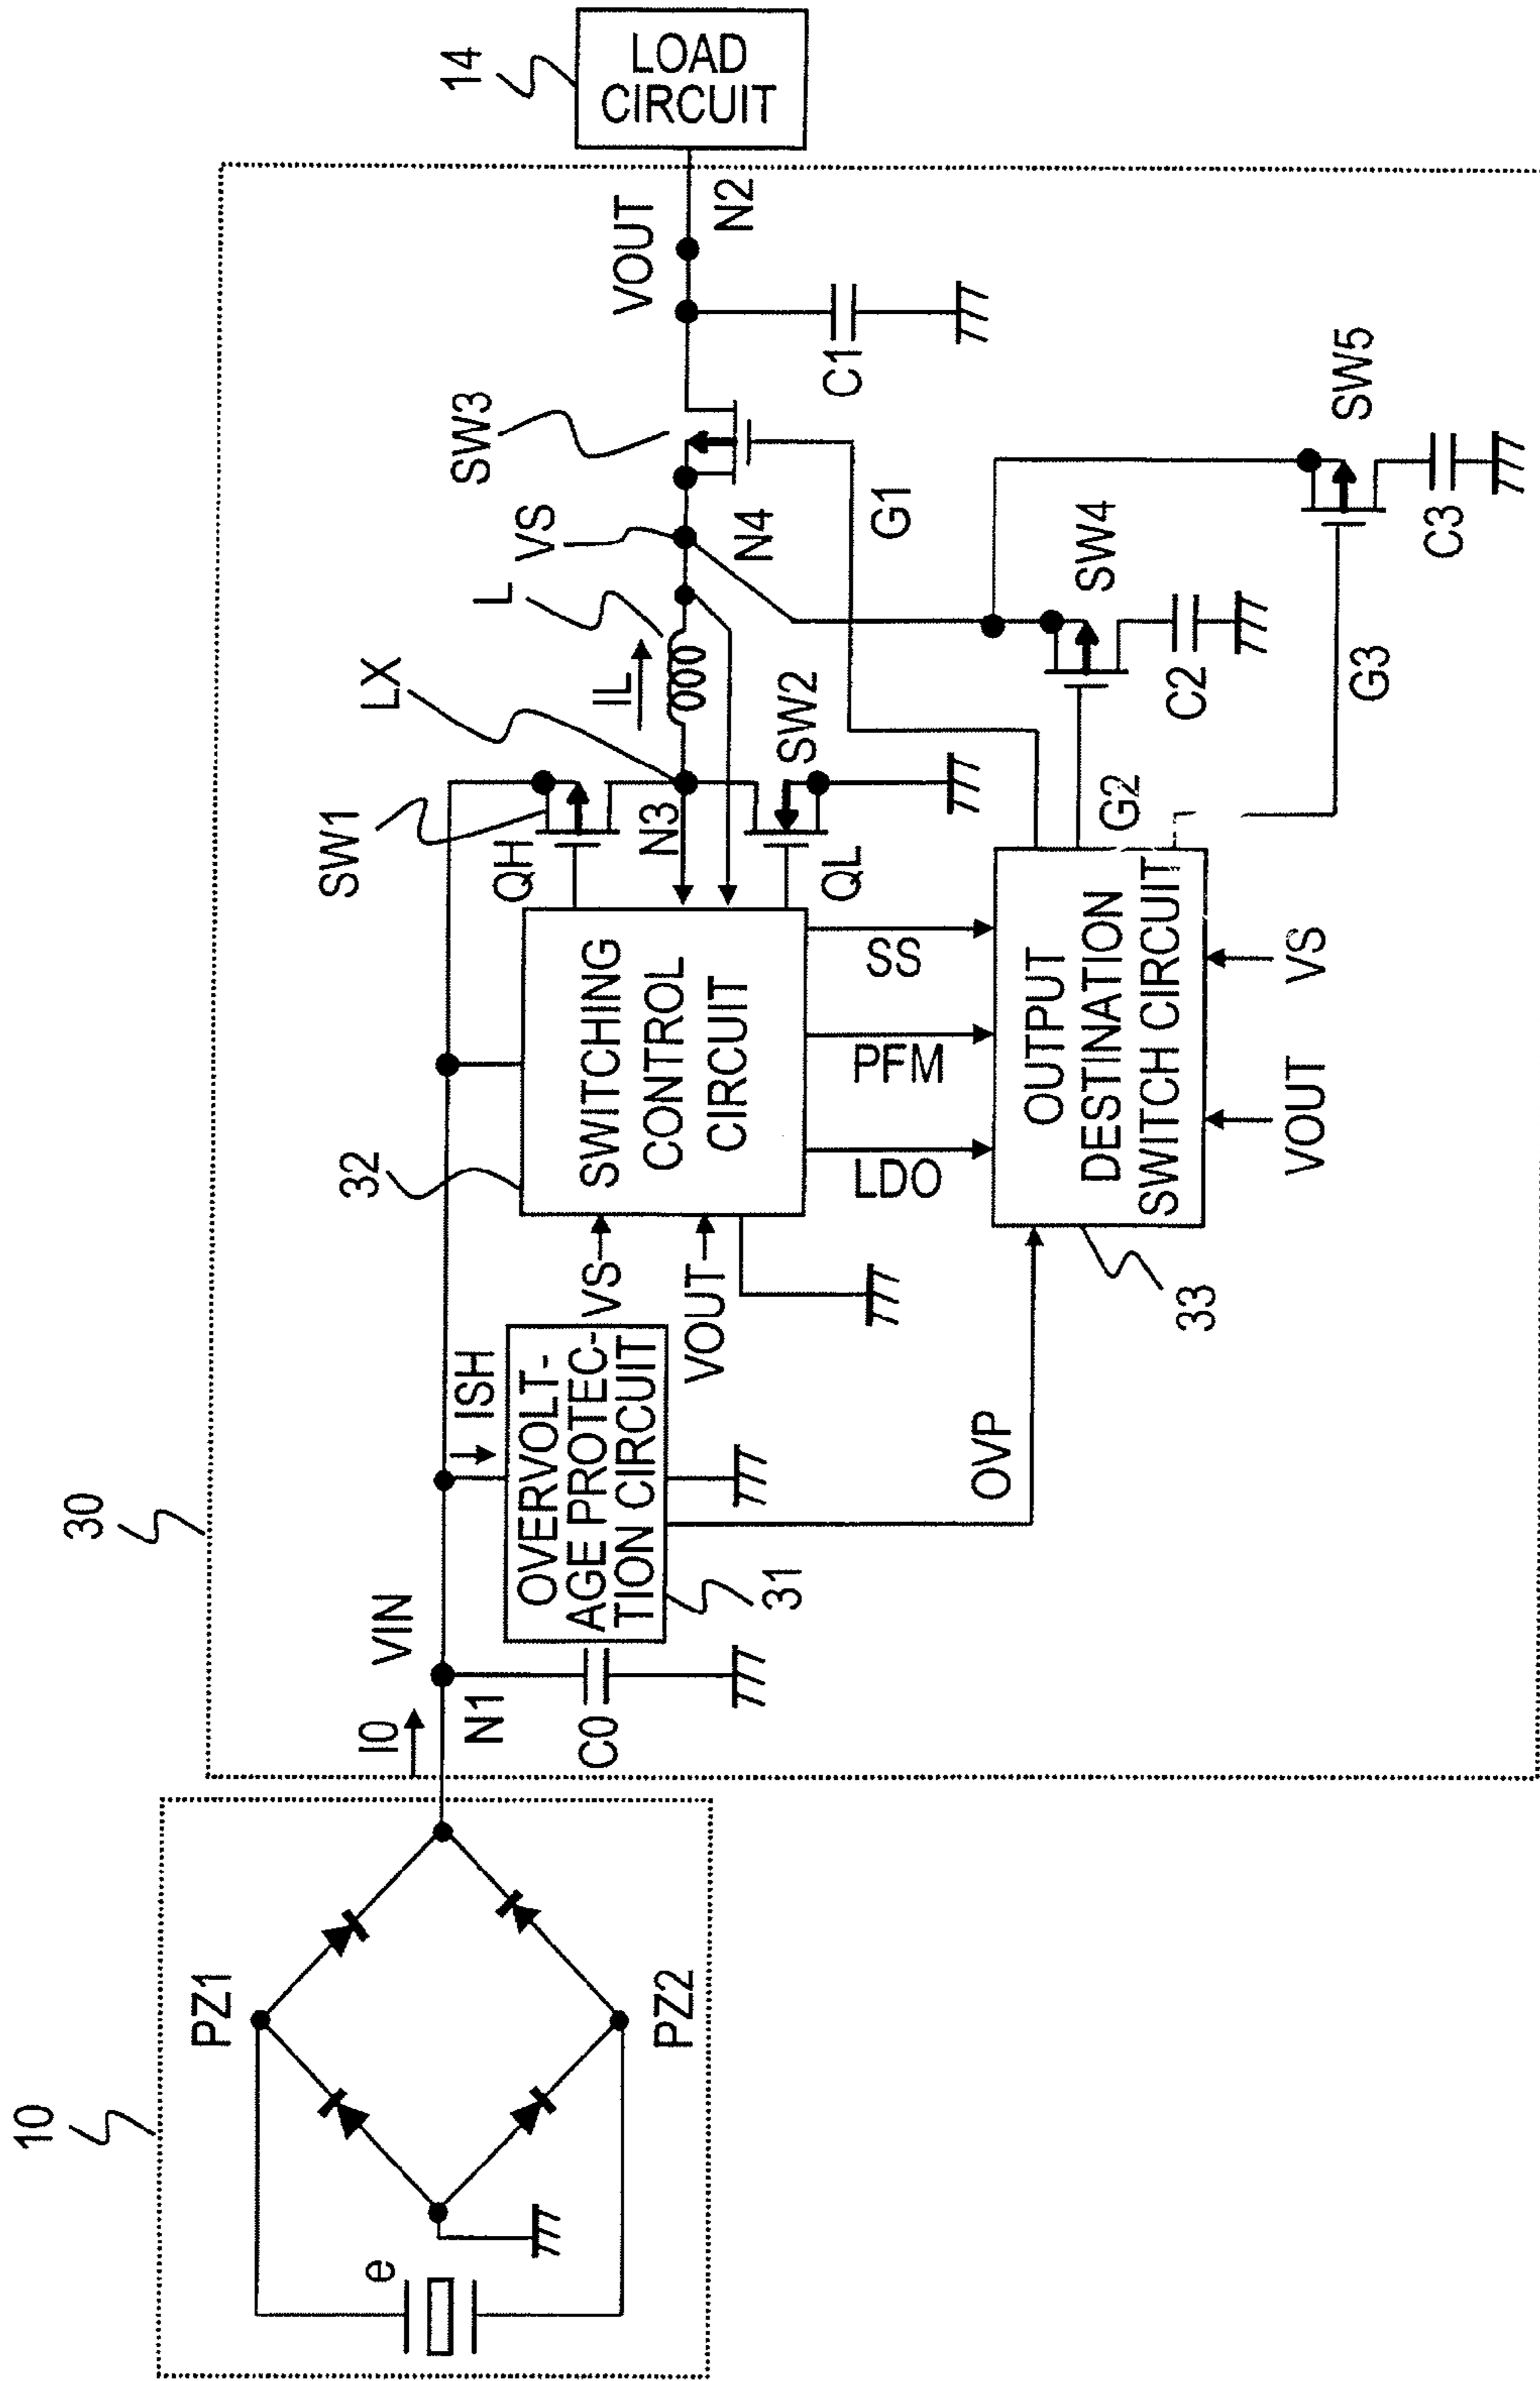 10
PZ1
PZ2
e
30
I0
VIN
N1
C0
ISH
OVERVOLT-
AGE PROTEC-
TION CIRCUIT
31
OVP
32
VS
VOUT
SWITCHING
CONTROL
CIRCUIT
LDO
PFM
SS
OUTPUT
DESTINATION
SWITCH CIRCUIT
33
VOUT
VS
SW1
QH
N3
LX
IL
L
QL
SW2
VS
N4
SW3
G1
G2
G3
SW4
C2
SW5
C3
VOUT
N2
C1
14
LOAD
CIRCUIT